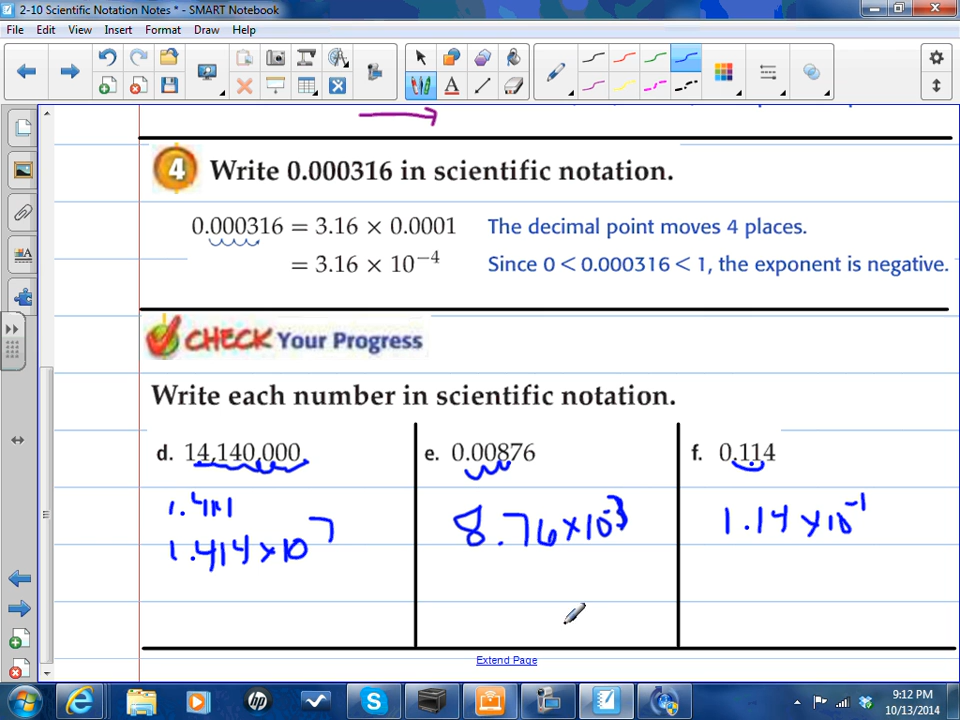 2-10 Scientific Notation Notes * - SMART Notebook
File Edit View Insert Format Draw Help
4 Write 0.000316 in scientific notation.
0.000316 = 3.16 × 0.0001 The decimal point moves 4 places.
= 3.16 × 10⁻⁴ Since 0 < 0.000316 < 1, the exponent is negative.
CHECK Your Progress
Write each number in scientific notation.
d. 14,140,000 e. 0.00876 f. 0.114
1.414 × 10⁷ 8.76 × 10⁻³ 1.14 × 10⁻¹
Extend Page
9:12 PM
10/13/2014